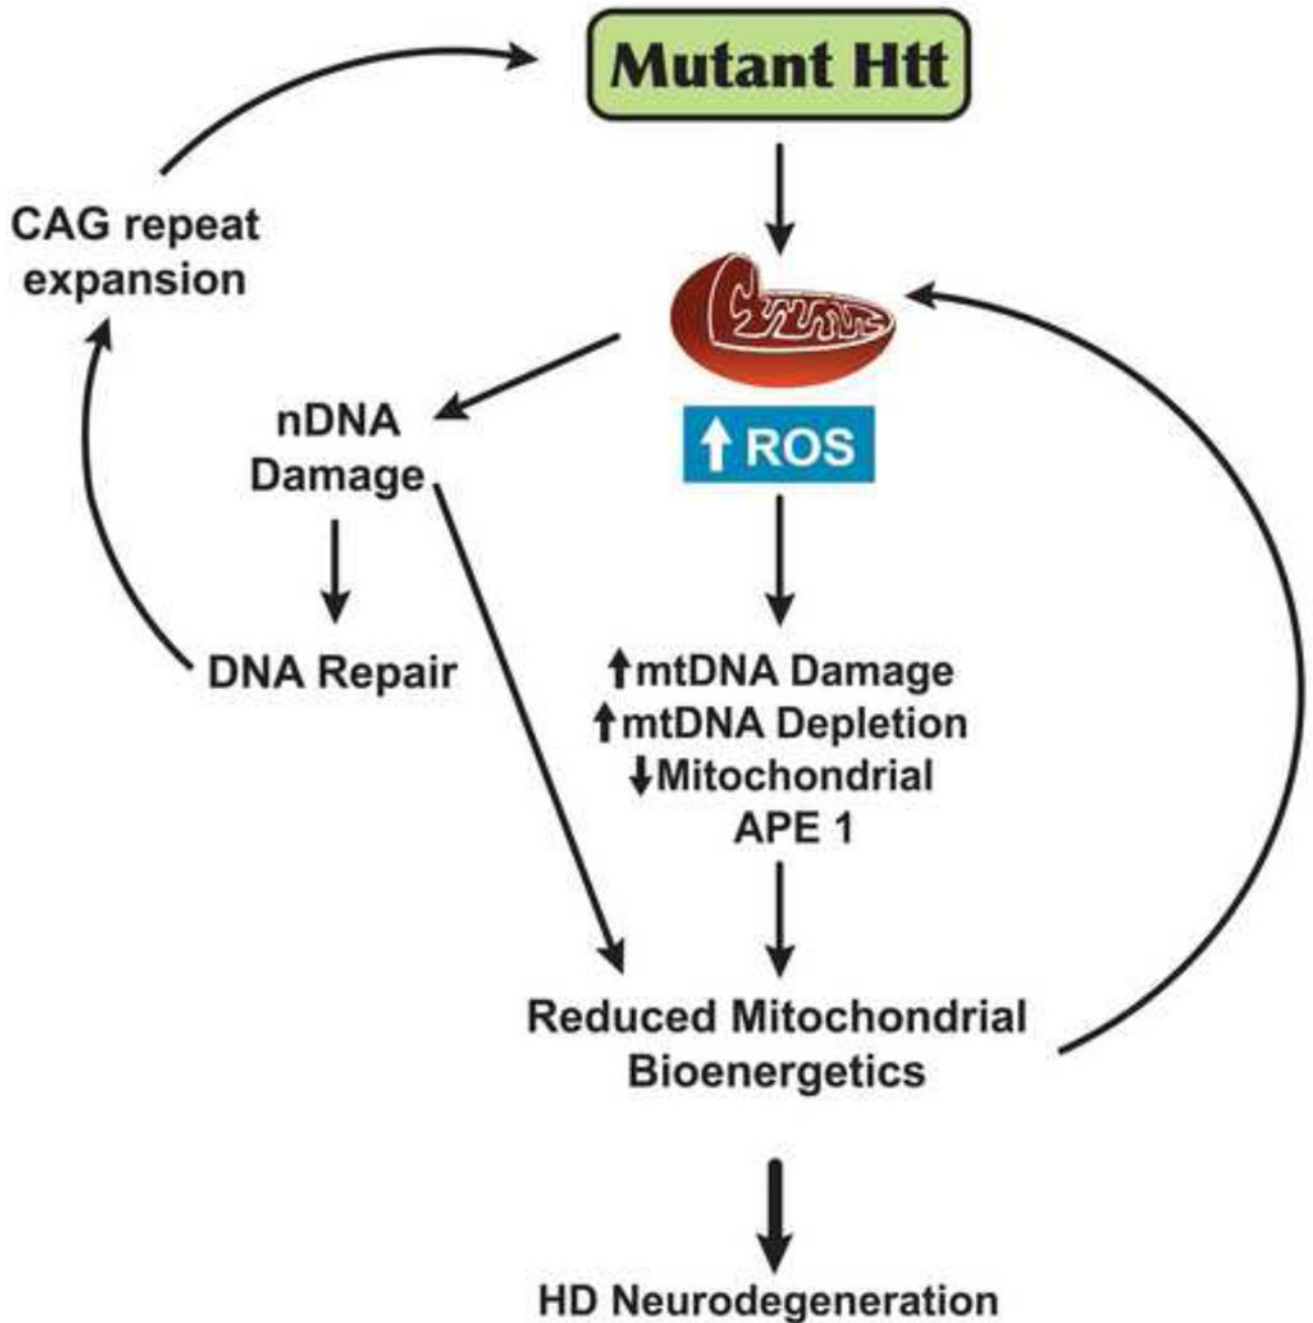 Mutant Htt
CAG repeat
expansion
nDNA
Damage
↑ ROS
DNA Repair
↑mtDNA Damage
↑mtDNA Depletion
↓Mitochondrial
APE 1
Reduced Mitochondrial
Bioenergetics
HD Neurodegeneration